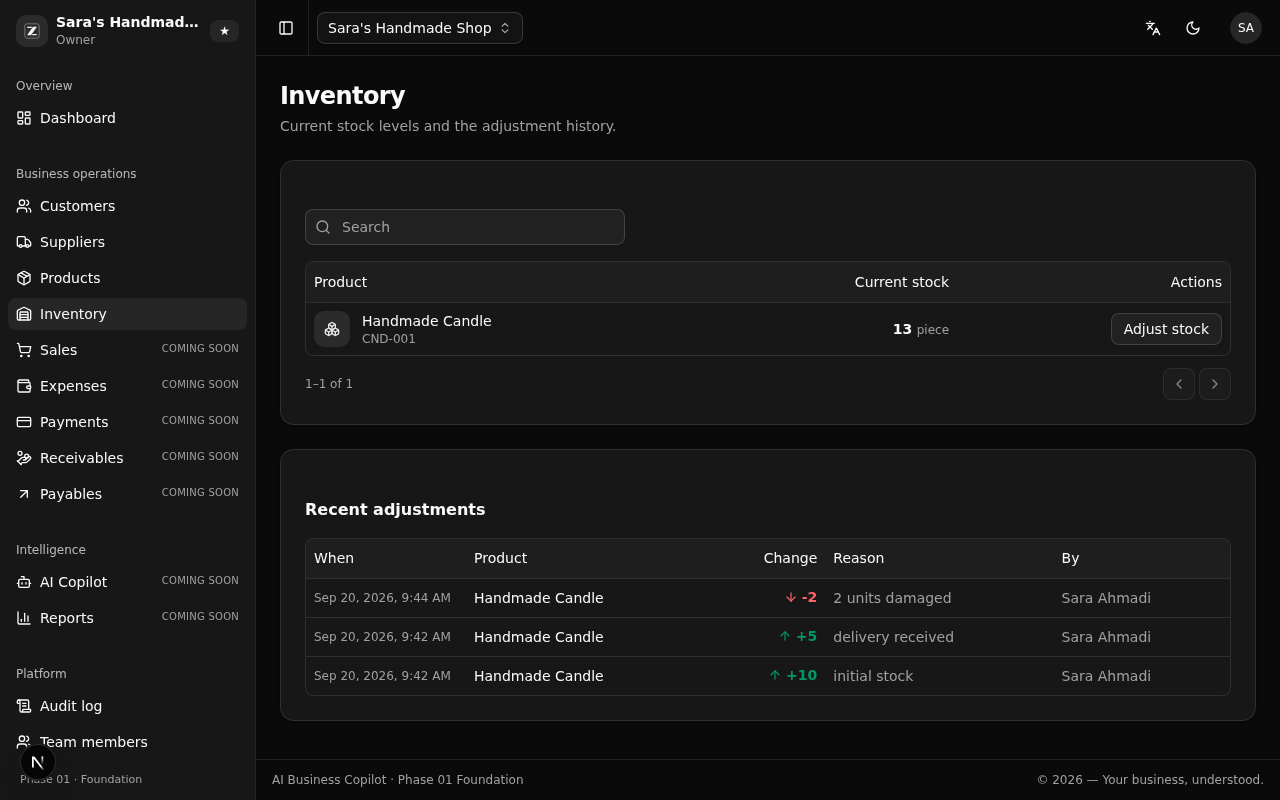 Sara's Handmad...
Owner
★
Overview
Dashboard
Business operations
Customers
Suppliers
Products
Inventory
Sales COMING SOON
Expenses COMING SOON
Payments COMING SOON
Receivables COMING SOON
Payables COMING SOON
Intelligence
AI Copilot COMING SOON
Reports COMING SOON
Platform
Audit log
Team members
N
Phase 01 · Foundation
Sara's Handmade Shop
SA
Inventory
Current stock levels and the adjustment history.
Search
Product Current stock Actions
Handmade Candle
CND-001
13 piece
Adjust stock
1–1 of 1
Recent adjustments
When Product Change Reason By
Sep 20, 2026, 9:44 AM Handmade Candle ↓ -2 2 units damaged Sara Ahmadi
Sep 20, 2026, 9:42 AM Handmade Candle ↑ +5 delivery received Sara Ahmadi
Sep 20, 2026, 9:42 AM Handmade Candle ↑ +10 initial stock Sara Ahmadi
AI Business Copilot · Phase 01 Foundation
© 2026 — Your business, understood.